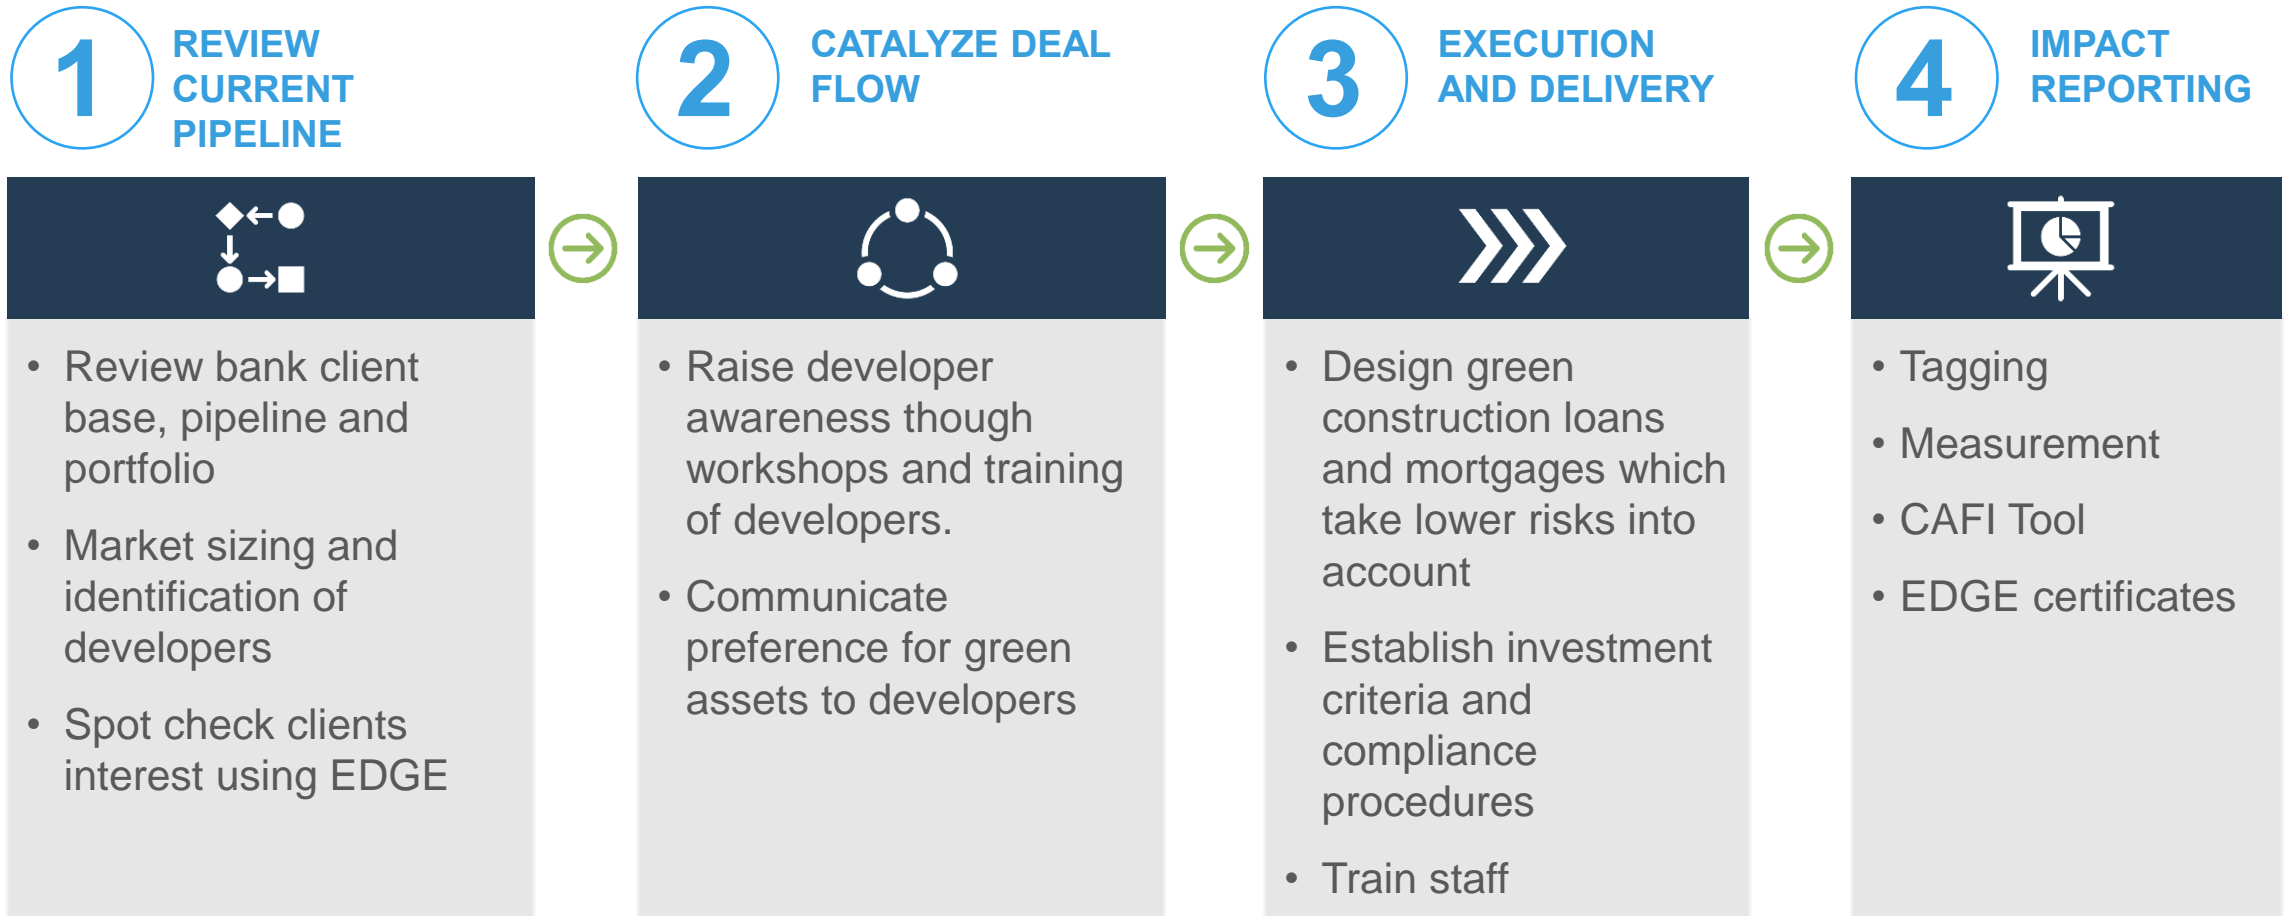 1
REVIEW
CURRENT
PIPELINE
• Review bank client
base, pipeline and
portfolio
• Market sizing and
identification of
developers
• Spot check clients
interest using EDGE
2
CATALYZE DEAL
FLOW
• Raise developer
awareness though
workshops and training
of developers.
• Communicate
preference for green
assets to developers
3
EXECUTION
AND DELIVERY
• Design green
construction loans
and mortgages which
take lower risks into
account
• Establish investment
criteria and
compliance
procedures
• Train staff
4
IMPACT
REPORTING
• Tagging
• Measurement
• CAFI Tool
• EDGE certificates